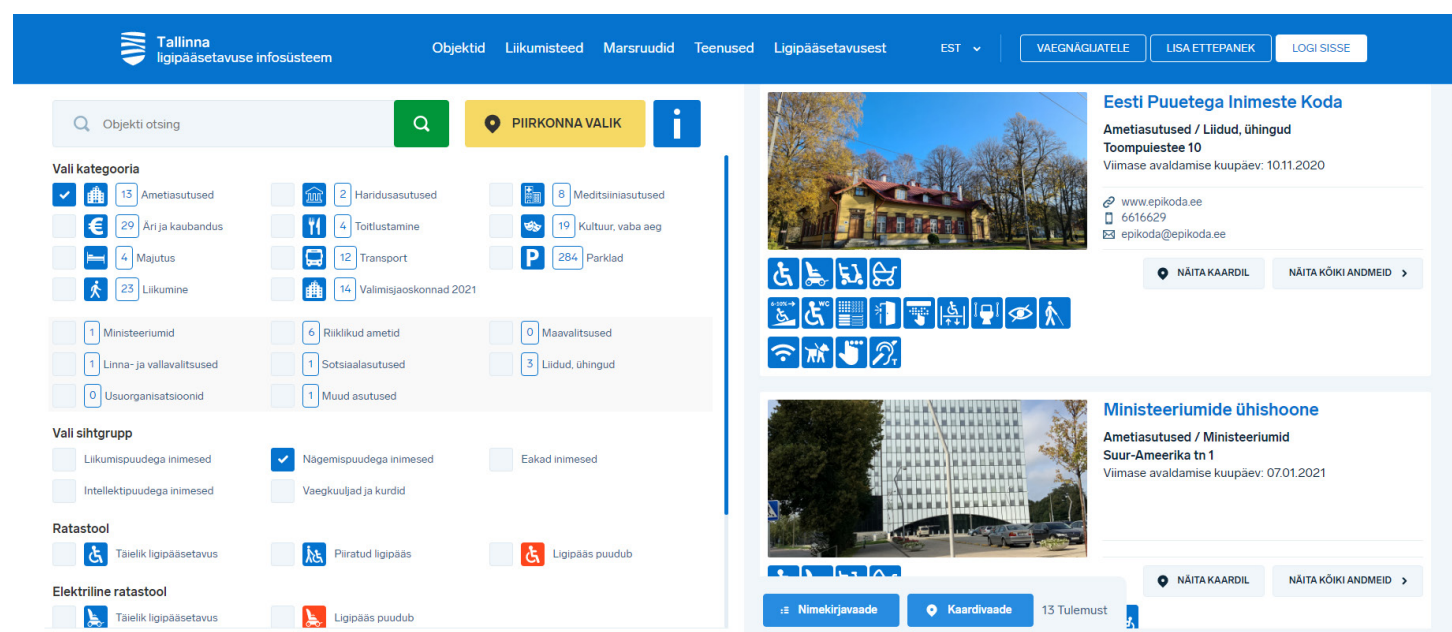 Tallinna
ligipääsetavuse infosüsteem
Objektid Liikumisteed Marsruudid Teenused Ligipääsetavusest EST VAEGNÄGIJATELE LISA ETTEPANEK LOGI SISSE
Objekti otsing PIIRKONNA VALIK i
Vali kategooria
13 Ametiasutused 2 Haridusasutused 8 Meditsiiniasutused
€ 29 Äri ja kaubandus 4 Toitlustamine 19 Kultuur, vaba aeg
4 Majutus 12 Transport P 284 Parklad
23 Liikumine 14 Valimisjaoskonnad 2021
1 Ministeeriumid 6 Riiklikud ametid 0 Maavalitsused
1 Linna- ja vallavalitsused 1 Sotsiaalasutused 3 Liidud, ühingud
0 Usuorganisatsioonid 1 Muud asutused
Vali sihtgrupp
Liikumispuudega inimesed Nägemispuudega inimesed Eakad inimesed
Intellektipuudega inimesed Vaegkuuljad ja kurdid
Ratastool
Täielik ligipääsetavus Piiratud ligipääs Ligipääs puudub
Elektriline ratastool
Täielik ligipääsetavus Ligipääs puudub
Eesti Puuetega Inimeste Koda
Ametiasutused / Liidud, ühingud
Toompuiestee 10
Viimase avaldamise kuupäev: 10.11.2020
www.epikoda.ee
6616629
epikoda@epikoda.ee
NÄITA KAARDIL NÄITA KÕIKI ANDMEID
6-10% WC
T
Ministeeriumide ühishoone
Ametiasutused / Ministeeriumid
Suur-Ameerika tn 1
Viimase avaldamise kuupäev: 07.01.2021
NÄITA KAARDIL NÄITA KÕIKI ANDMEID
Nimekirjavaade Kaardivaade 13 Tulemust